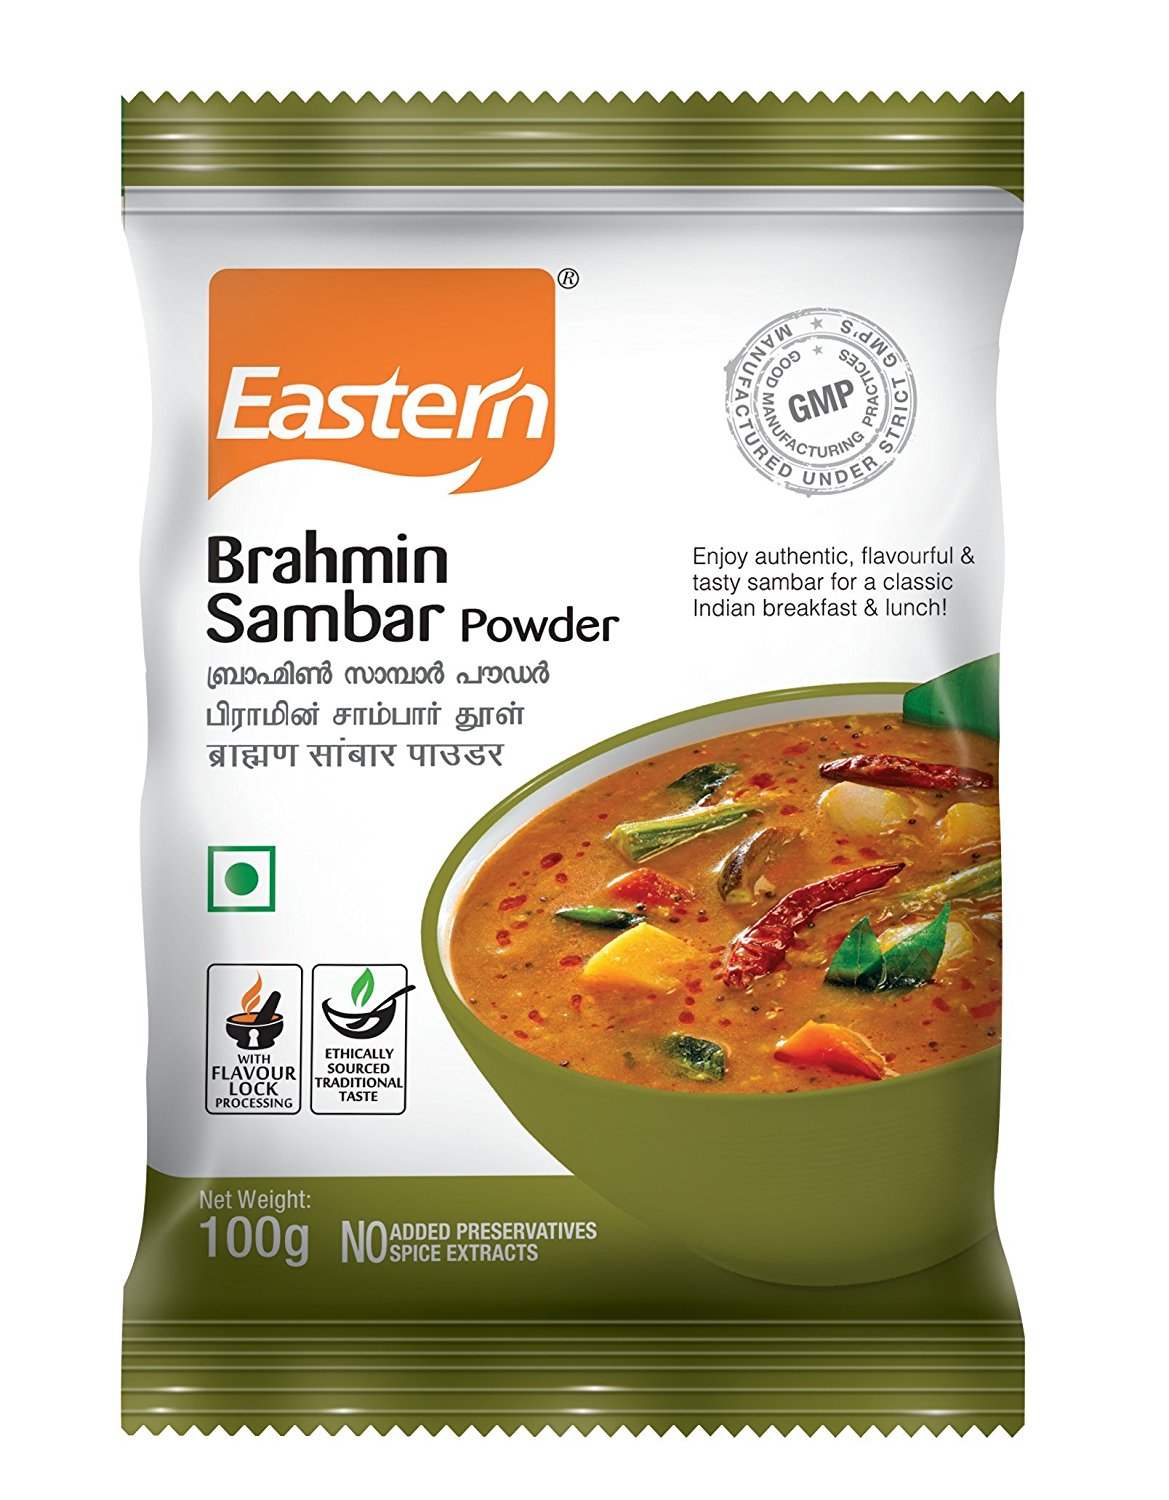 Eastern®
MANUFACTURED UNDER STRICT GMP'S
GOOD MANUFACTURING PRACTICES
GMP
Brahmin
Sambar Powder
ബ്രാഹ്മിൺ സാമ്പാർ പൗഡർ
பிராமின் சாம்பார் தூள்
ब्राह्मण सांबार पाउडर
Enjoy authentic, flavourful &
tasty sambar for a classic
Indian breakfast & lunch!
WITH
FLAVOUR
LOCK
PROCESSING
ETHICALLY
SOURCED
TRADITIONAL
TASTE
Net Weight:
100g
NO ADDED PRESERVATIVES
SPICE EXTRACTS